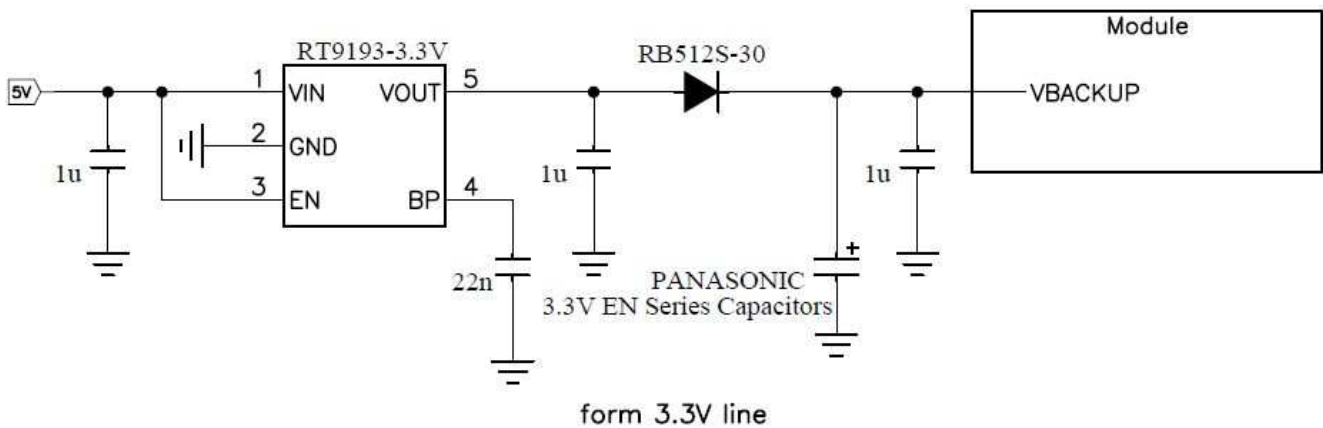 Module
RT9193-3.3V
RB512S-30
5V
1
VIN
VOUT
5
VBACKUP
2
GND
1u
1u
1u
3
EN
BP
4
22n
PANASONIC
3.3V EN Series Capacitors
+
form 3.3V line